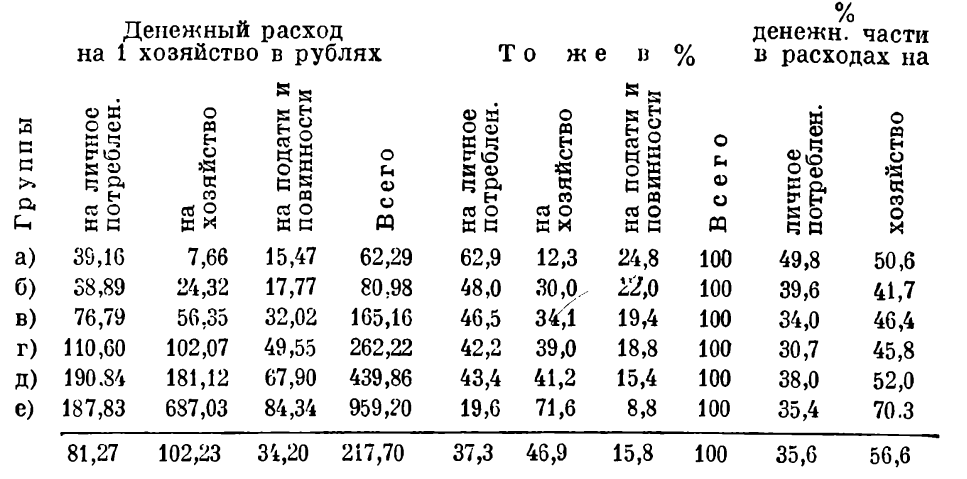 Денежный расход на 1 хозяйство в рублях
То же в %
% денежн. части в расходах на
Группы
на личное потреблен.
на хозяйство
на подати и повинности
Всего
на личное потреблен.
на хозяйство
на подати и повинности
Всего
личное потреблен.
хозяйство
а) 39,16 7,66 15,47 62,29 62,9 12,3 24,8 100 49,8 50,6
б) 38,89 24,32 17,77 80,98 48,0 30,0 22,0 100 39,6 41,7
в) 76,79 56,35 32,02 165,16 46,5 34,1 19,4 100 34,0 46,4
г) 110,60 102,07 49,55 262,22 42,2 39,0 18,8 100 30,7 45,8
д) 190.84 181,12 67,90 439,86 43,4 41,2 15,4 100 38,0 52,0
е) 187,83 687,03 84,34 959,20 19,6 71,6 8,8 100 35,4 70.3
81,27 102,23 34,20 217,70 37,3 46,9 15,8 100 35,6 56,6